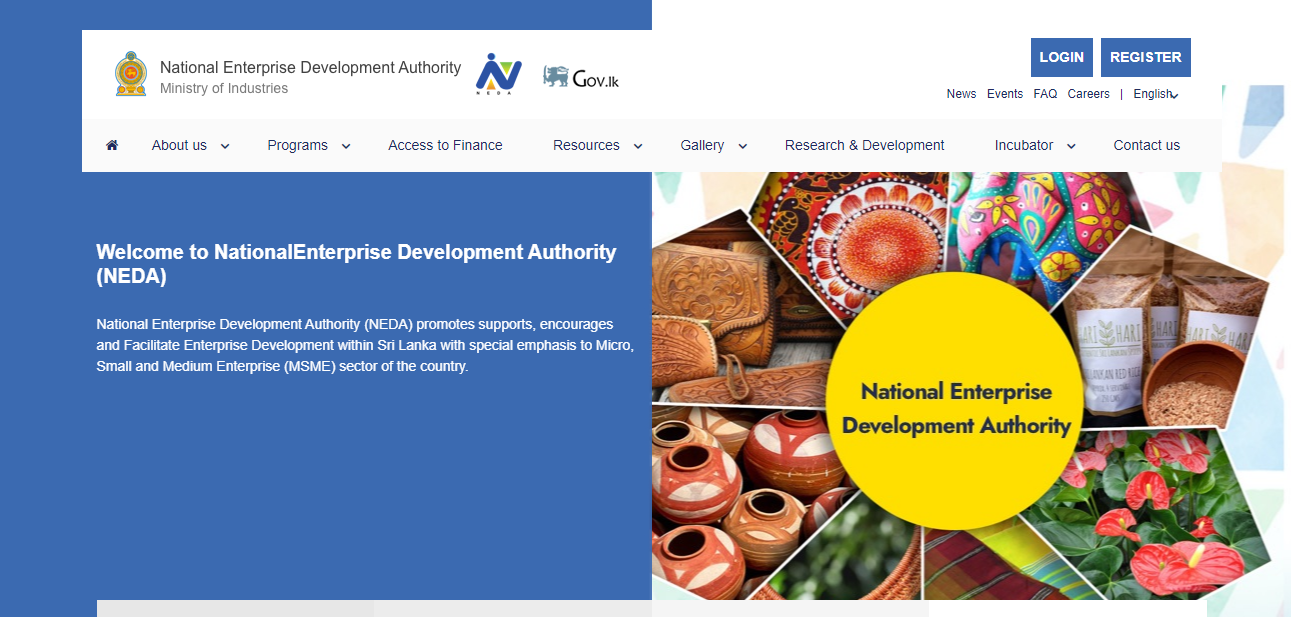 LOGIN REGISTER
National Enterprise Development Authority
Ministry of Industries
NEDA
Gov.lk
News Events FAQ Careers | English
About us Programs Access to Finance Resources Gallery Research & Development Incubator Contact us
Welcome to NationalEnterprise Development Authority
(NEDA)
National Enterprise Development Authority (NEDA) promotes supports, encourages
and Facilitate Enterprise Development within Sri Lanka with special emphasis to Micro,
Small and Medium Enterprise (MSME) sector of the country.
National Enterprise
Development Authority
HARI HARI